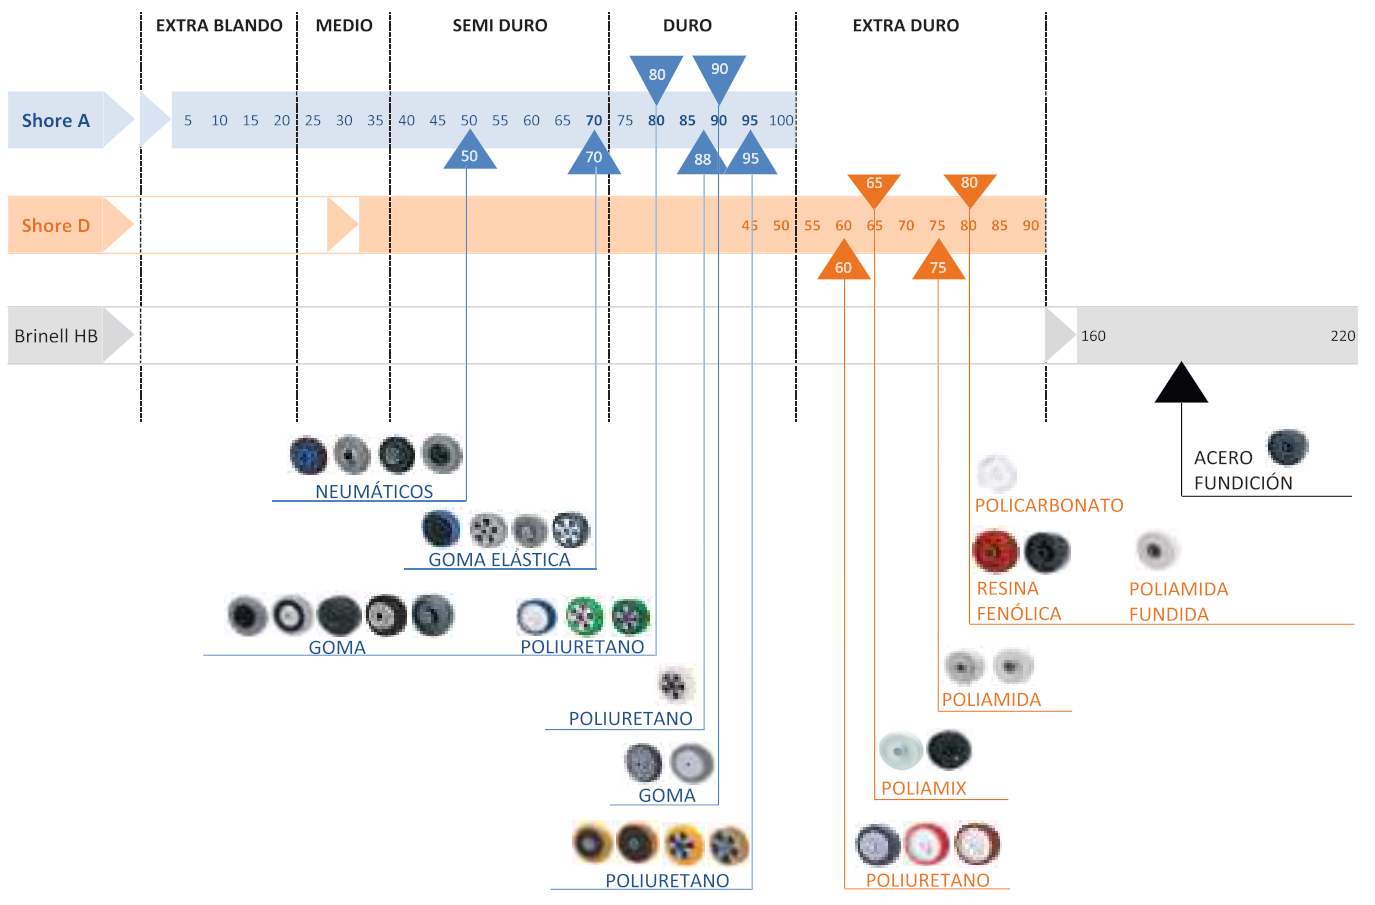 EXTRA BLANDO MEDIO SEMI DURO DURO EXTRA DURO
80 90
Shore A 5 10 15 20 25 30 35 40 45 50 55 60 65 70 75 80 85 90 95 100
50 70 88 95
65 80
Shore D 45 50 55 60 65 70 75 80 85 90
60 75
Brinell HB 160 220
ACERO
FUNDICIÓN
NEUMÁTICOS
POLICARBONATO
GOMA ELÁSTICA
RESINA
FENÓLICA
POLIAMIDA
FUNDIDA
GOMA POLIURETANO
POLIAMIDA
POLIURETANO
POLIAMIX
GOMA
POLIURETANO
POLIURETANO